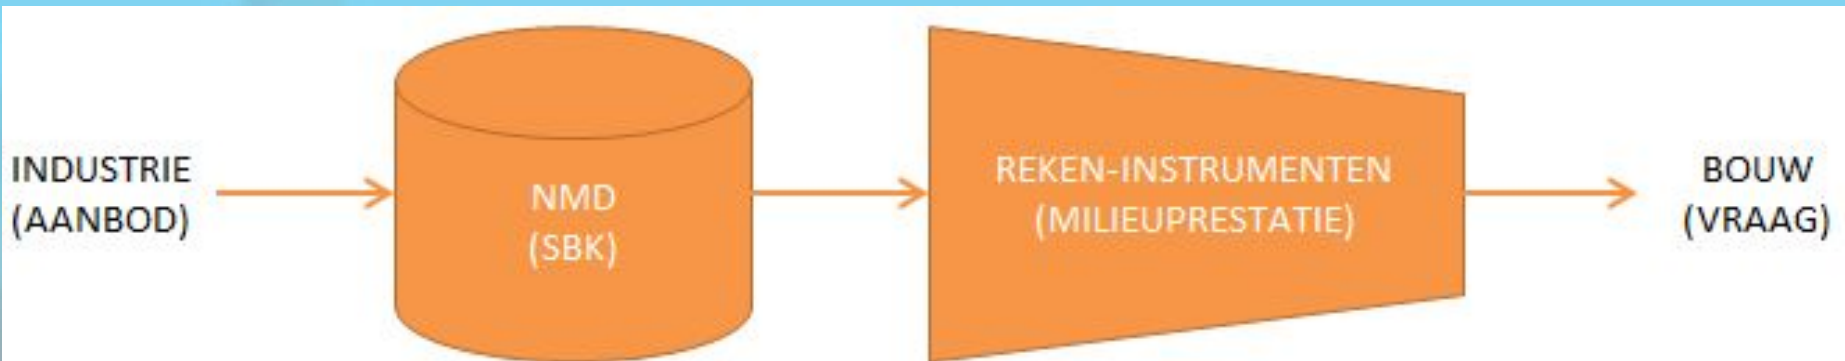 INDUSTRIE
(AANBOD)
NMD
(SBK)
REKEN-INSTRUMENTEN
(MILIEUPRESTATIE)
BOUW
(VRAAG)